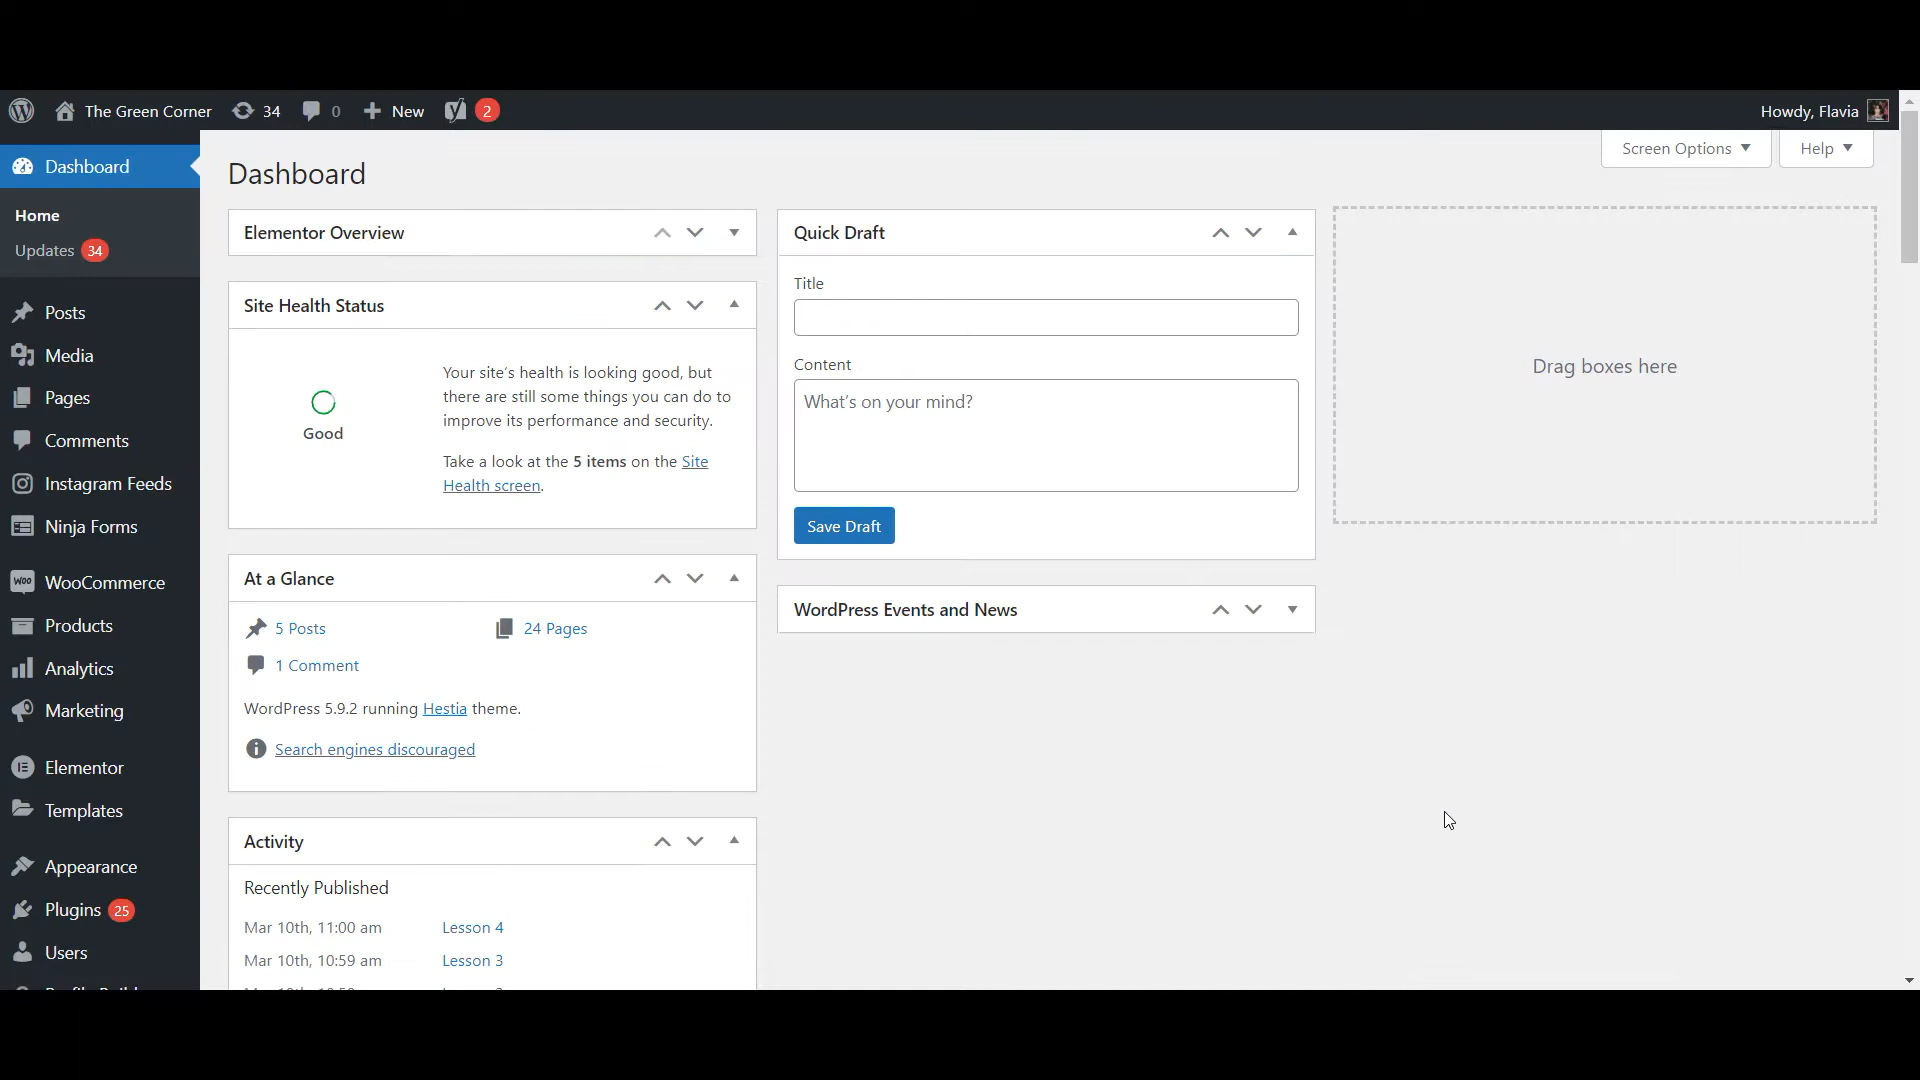 The Green Corner 34 0 New 2 Howdy, Flavia
Screen Options Help
Dashboard
Home
Updates 34
Posts
Media
Pages
Comments
Instagram Feeds
Ninja Forms
WooCommerce
Products
Analytics
Marketing
Elementor
Templates
Appearance
Plugins 25
Users
Dashboard
Elementor Overview
Site Health Status
Good
Your site's health is looking good, but
there are still some things you can do to
improve its performance and security.
Take a look at the 5 items on the Site
Health screen.
At a Glance
5 Posts 24 Pages
1 Comment
WordPress 5.9.2 running Hestia theme.
Search engines discouraged
Activity
Recently Published
Mar 10th, 11:00 am Lesson 4
Mar 10th, 10:59 am Lesson 3
Quick Draft
Title
Content
What's on your mind?
Save Draft
WordPress Events and News
Drag boxes here